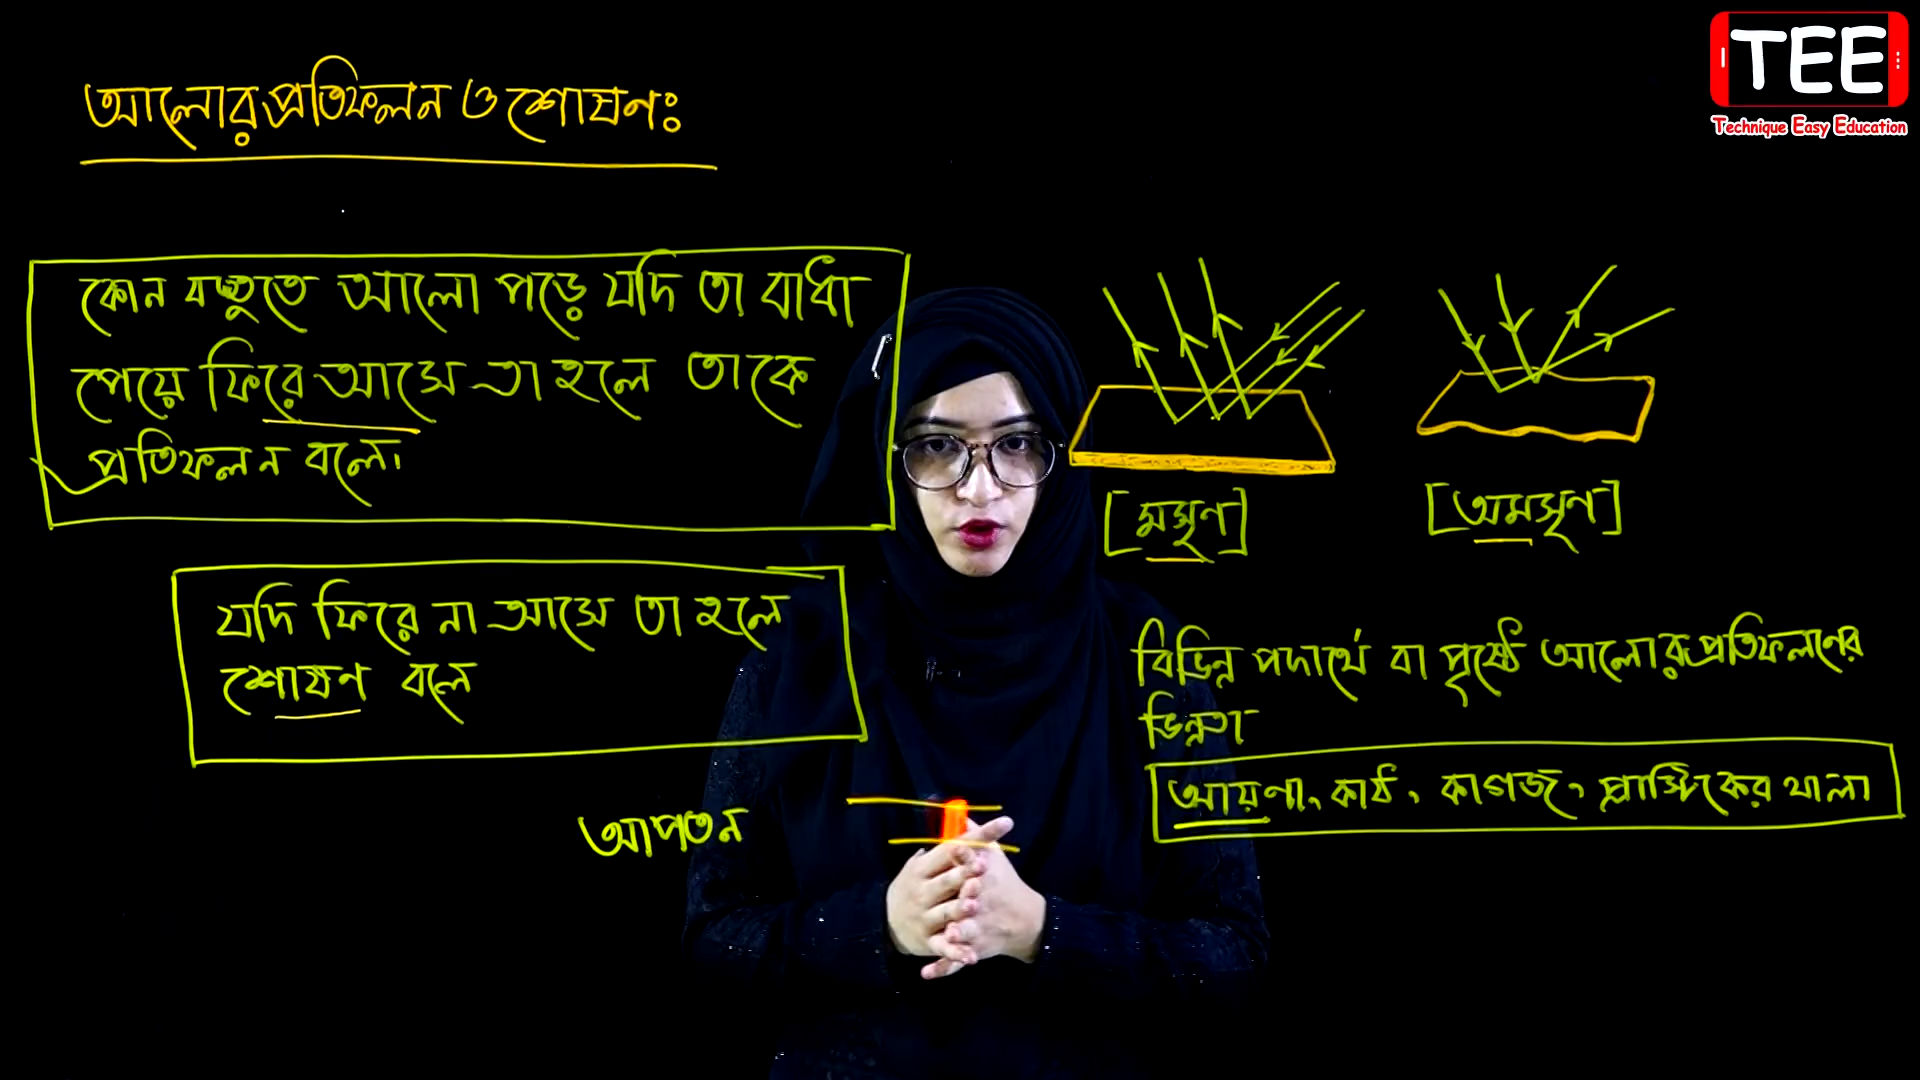 TEE
Technique Easy Education
আলোর প্রতিফলন ও শোষণঃ
কোন বস্তুতে আলো পড়ে যদি তা বাধা
পেয়ে ফিরে আসে তা হলে তাকে
প্রতিফলন বলে।
যদি ফিরে না আসে তা হলে
শোষণ বলে
আপতন
[মসৃণ]
[অমসৃণ]
বিভিন্ন পদার্থে বা পৃষ্ঠে আলোর প্রতিফলনের
ভিন্নতা
আয়ণা, কাঠ, কাগজ, প্লাস্টিকের থালা